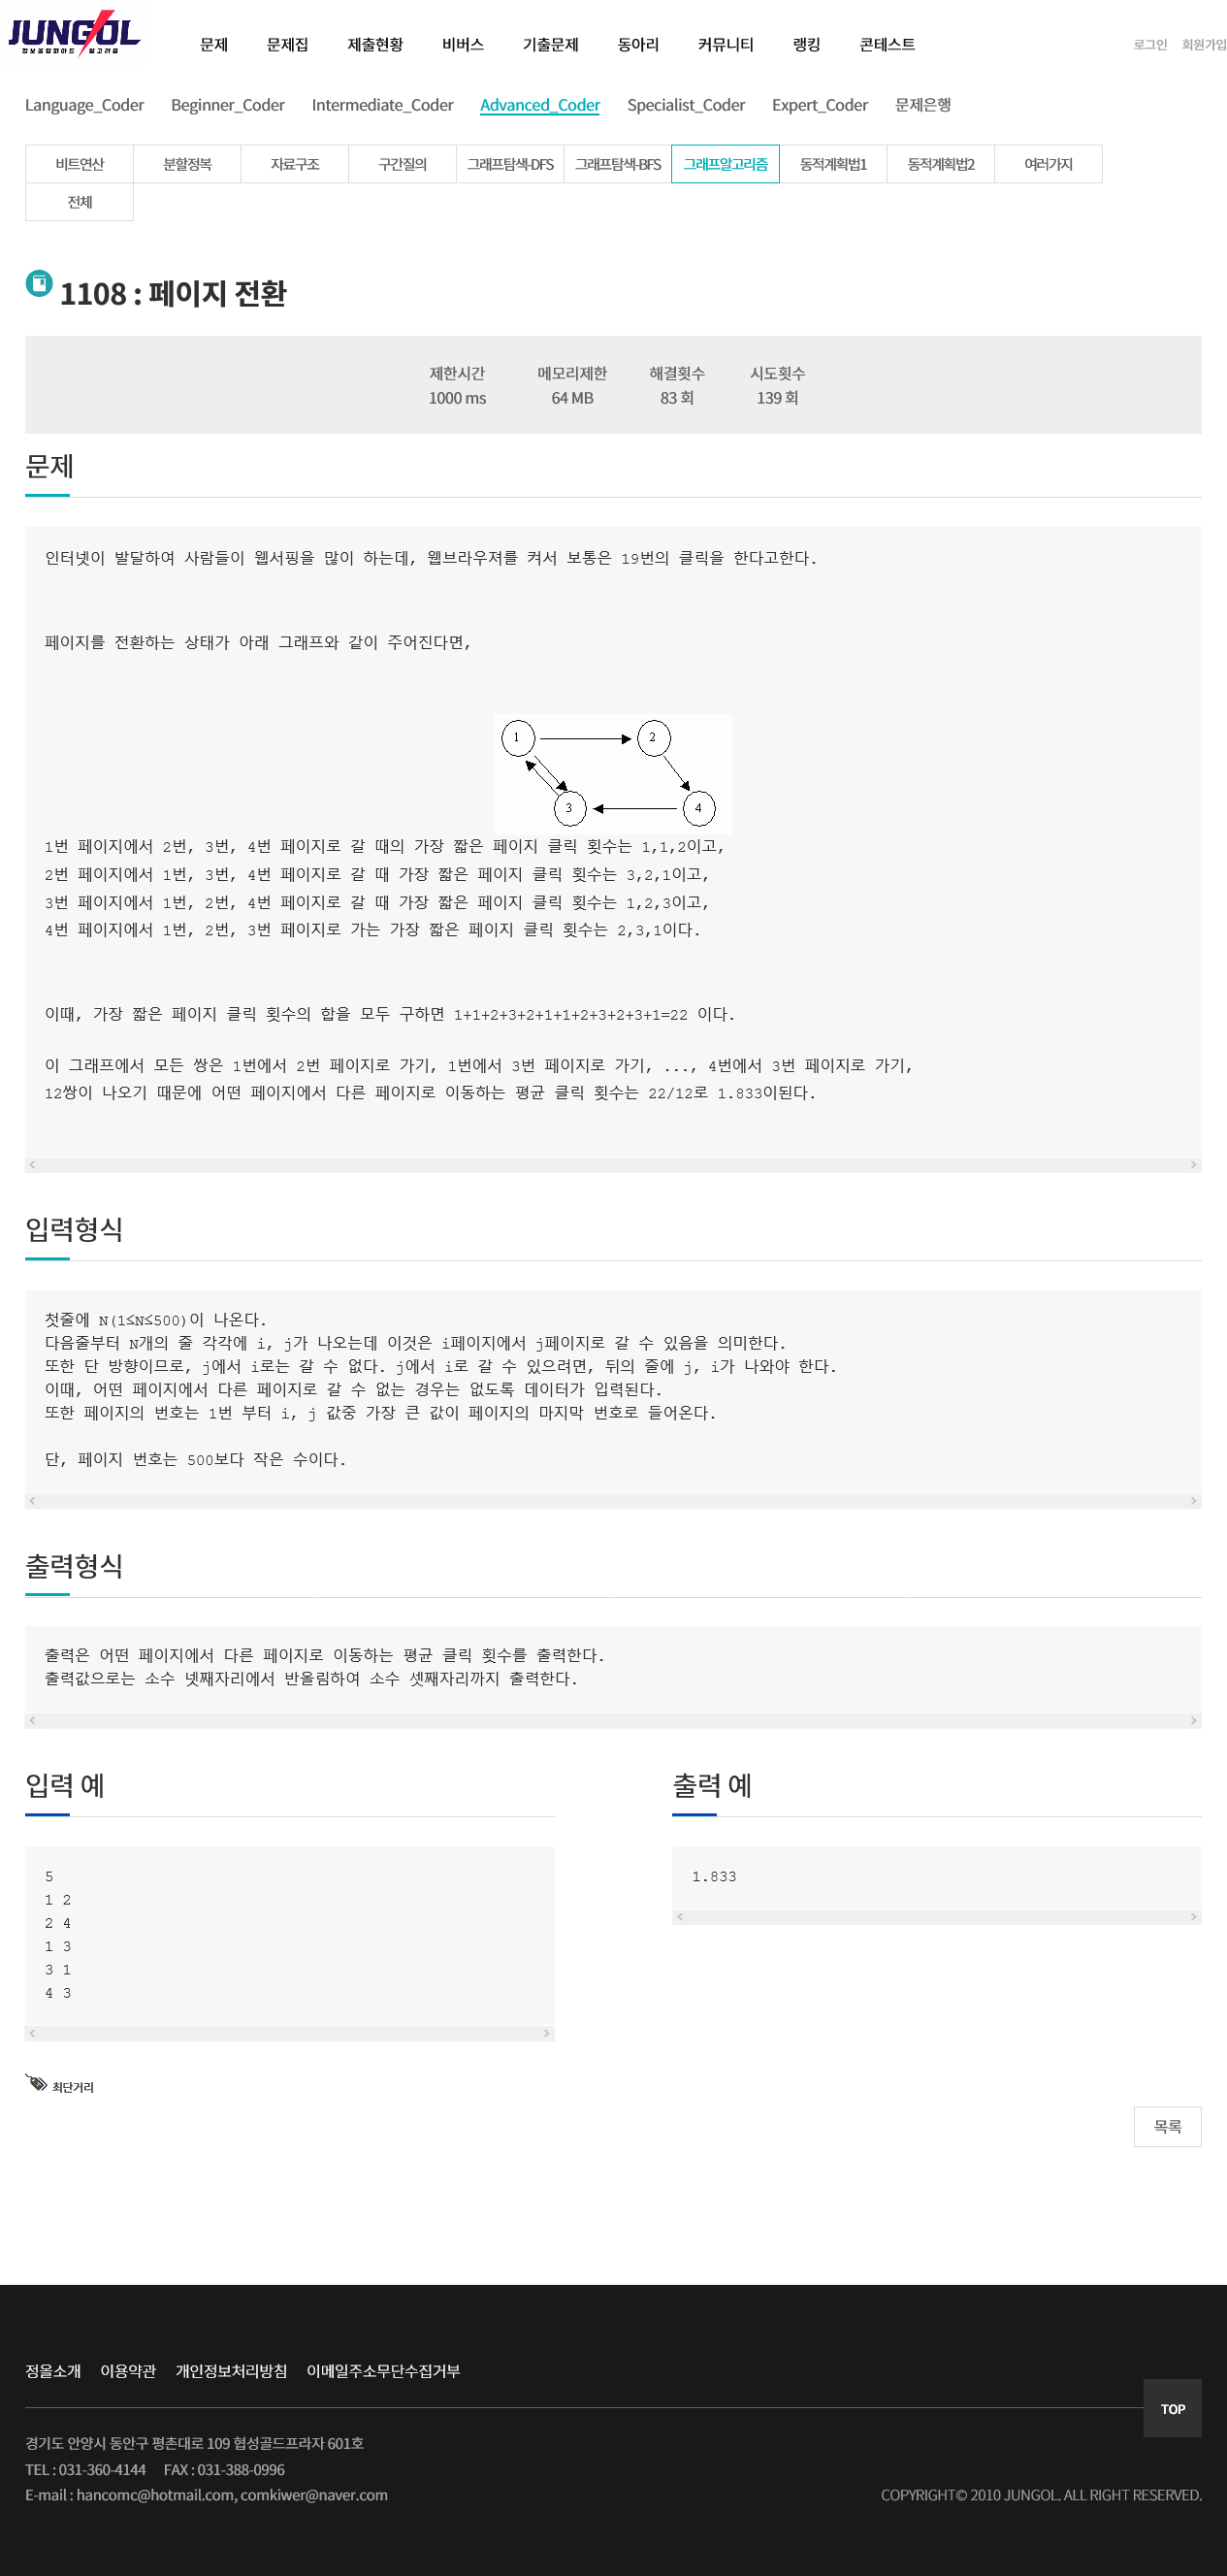 JUNGOL
정보올림피아드 알고리즘
문제 문제집 제출현황 비버스 기출문제 동아리 커뮤니티 랭킹 콘테스트 로그인 회원가입
Language_Coder Beginner_Coder Intermediate_Coder Advanced_Coder Specialist_Coder Expert_Coder 문제은행
비트연산 분할정복 자료구조 구간질의 그래프탐색-DFS 그래프탐색-BFS 그래프알고리즘 동적계획법1 동적계획법2 여러가지
전체
1108 : 페이지 전환
제한시간 메모리제한 해결횟수 시도횟수
1000 ms 64 MB 83 회 139 회
문제
인터넷이 발달하여 사람들이 웹서핑을 많이 하는데, 웹브라우져를 켜서 보통은 19번의 클릭을 한다고한다.
페이지를 전환하는 상태가 아래 그래프와 같이 주어진다면,
1 2
3 4
1번 페이지에서 2번, 3번, 4번 페이지로 갈 때의 가장 짧은 페이지 클릭 횟수는 1,1,2이고,
2번 페이지에서 1번, 3번, 4번 페이지로 갈 때 가장 짧은 페이지 클릭 횟수는 3,2,1이고,
3번 페이지에서 1번, 2번, 4번 페이지로 갈 때 가장 짧은 페이지 클릭 횟수는 1,2,3이고,
4번 페이지에서 1번, 2번, 3번 페이지로 가는 가장 짧은 페이지 클릭 횟수는 2,3,1이다.
이때, 가장 짧은 페이지 클릭 횟수의 합을 모두 구하면 1+1+2+3+2+1+1+2+3+2+3+1=22 이다.
이 그래프에서 모든 쌍은 1번에서 2번 페이지로 가기, 1번에서 3번 페이지로 가기, ..., 4번에서 3번 페이지로 가기,
12쌍이 나오기 때문에 어떤 페이지에서 다른 페이지로 이동하는 평균 클릭 횟수는 22/12로 1.833이된다.
입력형식
첫줄에 N(1≤N≤500)이 나온다.
다음줄부터 N개의 줄 각각에 i, j가 나오는데 이것은 i페이지에서 j페이지로 갈 수 있음을 의미한다.
또한 단 방향이므로, j에서 i로는 갈 수 없다. j에서 i로 갈 수 있으려면, 뒤의 줄에 j, i가 나와야 한다.
이때, 어떤 페이지에서 다른 페이지로 갈 수 없는 경우는 없도록 데이터가 입력된다.
또한 페이지의 번호는 1번 부터 i, j 값중 가장 큰 값이 페이지의 마지막 번호로 들어온다.
단, 페이지 번호는 500보다 작은 수이다.
출력형식
출력은 어떤 페이지에서 다른 페이지로 이동하는 평균 클릭 횟수를 출력한다.
출력값으로는 소수 넷째자리에서 반올림하여 소수 셋째자리까지 출력한다.
입력 예
5
1 2
2 4
1 3
3 1
4 3
출력 예
1.833
최단거리
목록
정올소개 이용약관 개인정보처리방침 이메일주소무단수집거부
TOP
경기도 안양시 동안구 평촌대로 109 협성골드프라자 601호
TEL : 031-360-4144 FAX : 031-388-0996
E-mail : hancomc@hotmail.com, comkiwer@naver.com
COPYRIGHT© 2010 JUNGOL. ALL RIGHT RESERVED.